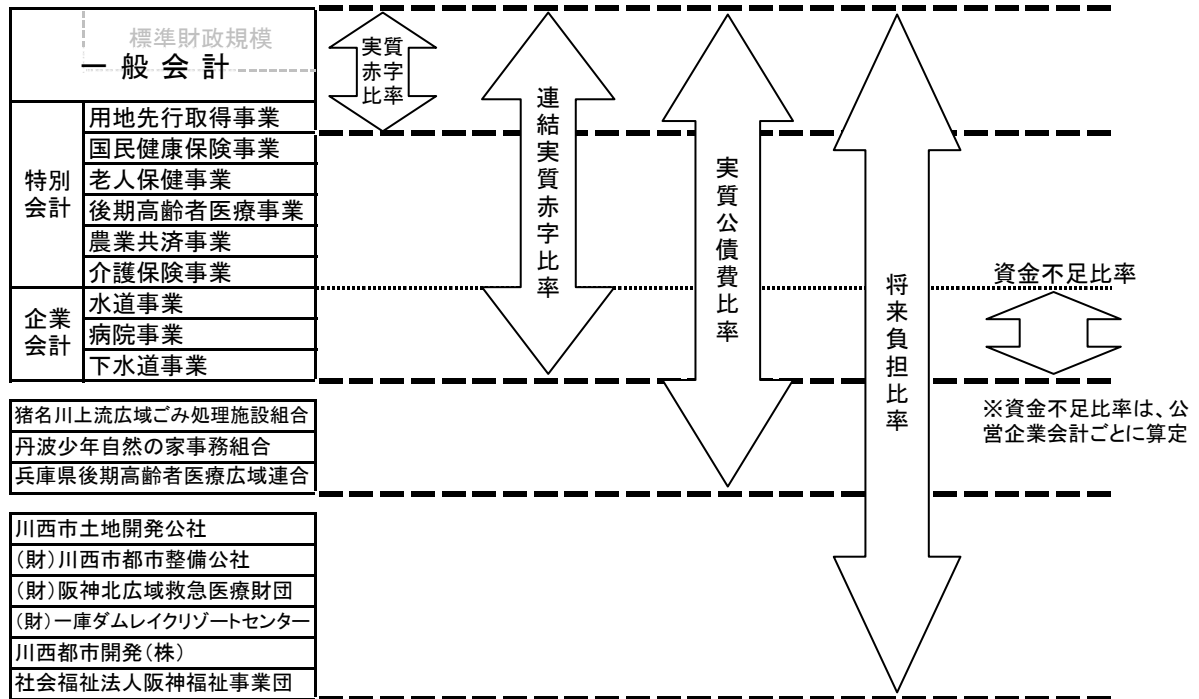 標準財政規模
一般会計
特別
会計
用地先行取得事業
国民健康保険事業
老人保健事業
後期高齢者医療事業
農業共済事業
介護保険事業
企業
会計
水道事業
病院事業
下水道事業
猪名川上流広域ごみ処理施設組合
丹波少年自然の家事務組合
兵庫県後期高齢者医療広域連合
川西市土地開発公社
(財)川西市都市整備公社
(財)阪神北広域救急医療財団
(財)一庫ダムレイクリゾートセンター
川西都市開発(株)
社会福祉法人阪神福祉事業団
実質
赤字
比率
連結実質赤字比率
実質公債費比率
将来負担比率
資金不足比率
※資金不足比率は、公
営企業会計ごとに算定